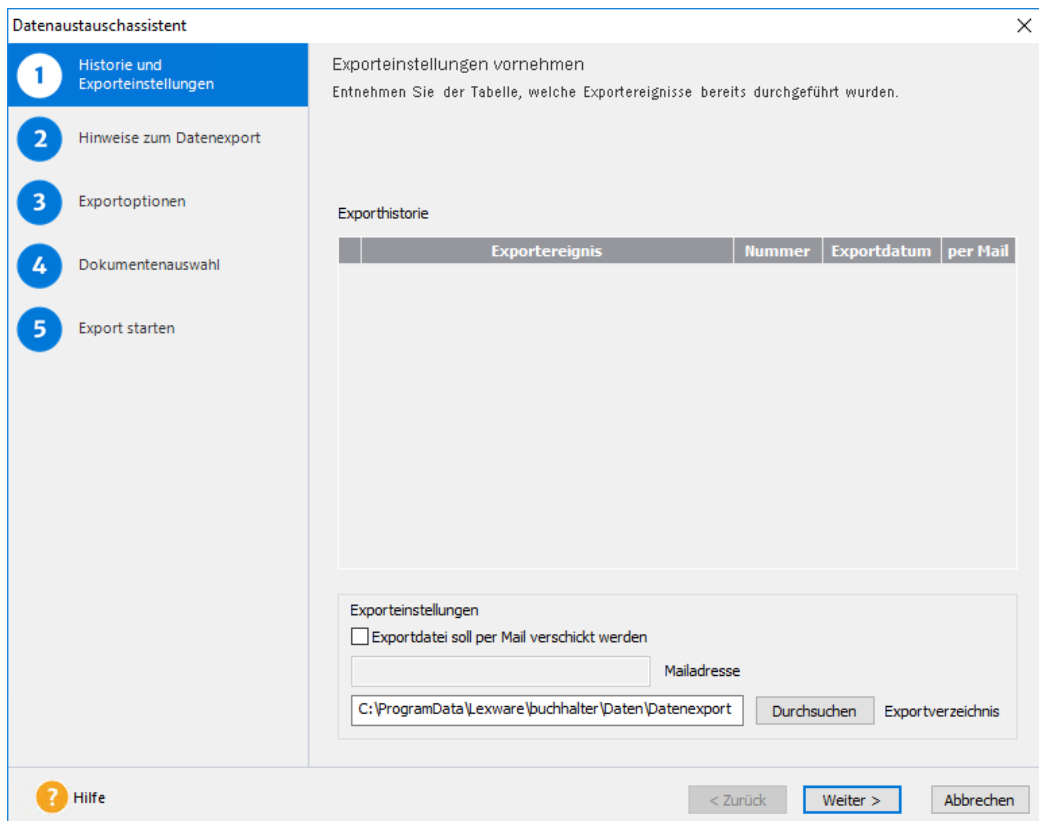 Datenaustauschassistent
1
Historie und
Exporteinstellungen
2
Hinweise zum Datenexport
3
Exportoptionen
4
Dokumentenauswahl
5
Export starten
Exporteinstellungen vornehmen
Entnehmen Sie der Tabelle, welche Exportereignisse bereits durchgeführt wurden.
Exporthistorie
Exportereignis Nummer Exportdatum per Mail
Exporteinstellungen
Exportdatei soll per Mail verschickt werden
Mailadresse
C:\ProgramData\Lexware\buchhalter\Daten\Datenexport Durchsuchen Exportverzeichnis
? Hilfe < Zurück Weiter > Abbrechen